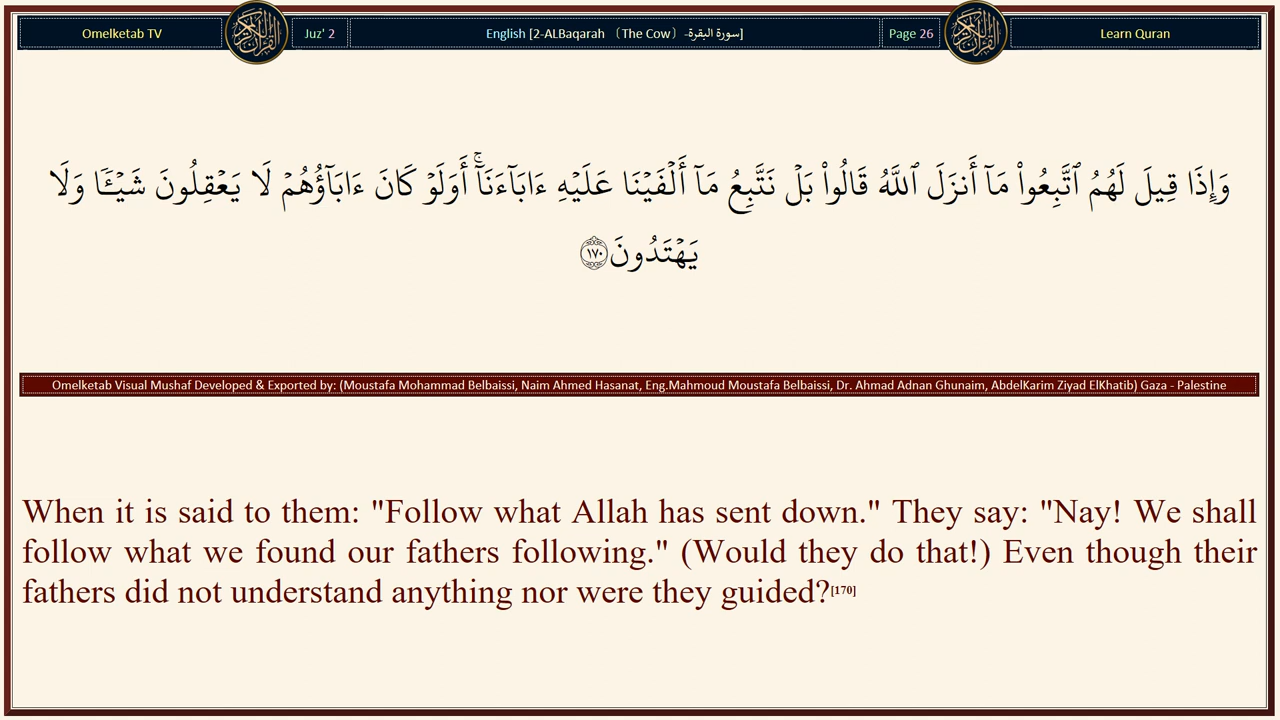 Omelketab TV
Juz' 2
English [2-ALBaqarah （The Cow） -سورة البقرة]
Page 26
Learn Quran
وَإِذَا قِيلَ لَهُمُ ٱتَّبِعُوا۟ مَآ أَنزَلَ ٱللَّهُ قَالُوا۟ بَلْ نَتَّبِعُ مَآ أَلْفَيْنَا عَلَيْهِ ءَابَآءَنَآ ۚ أَوَلَوْ كَانَ ءَابَآؤُهُمْ لَا يَعْقِلُونَ شَيْـًٔا وَلَا
يَهْتَدُونَ ١٧٠
Omelketab Visual Mushaf Developed & Exported by: (Moustafa Mohammad Belbaissi, Naim Ahmed Hasanat, Eng.Mahmoud Moustafa Belbaissi, Dr. Ahmad Adnan Ghunaim, AbdelKarim Ziyad ElKhatib) Gaza - Palestine
When it is said to them: "Follow what Allah has sent down." They say: "Nay! We shall
follow what we found our fathers following." (Would they do that!) Even though their
fathers did not understand anything nor were they guided?[170]